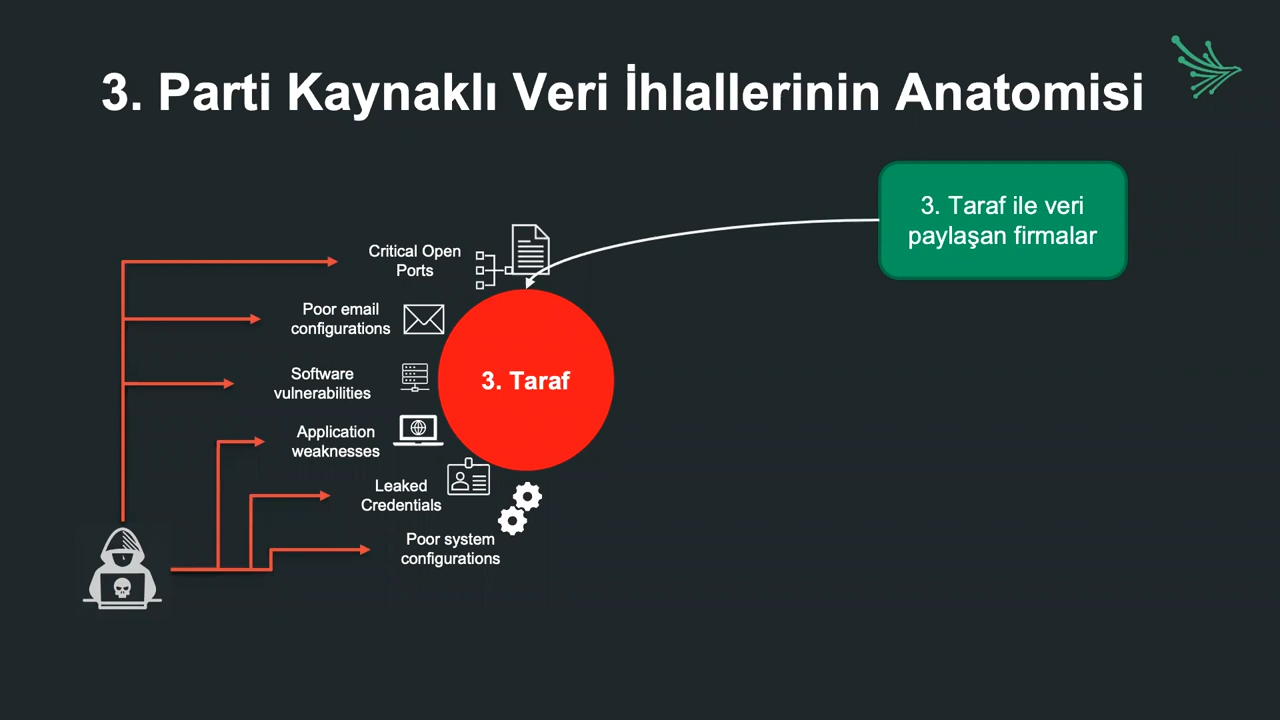 3. Parti Kaynaklı Veri İhlallerinin Anatomisi
3. Taraf ile veri
paylaşan firmalar
Critical Open
Ports
Poor email
configurations
Software
vulnerabilities
3. Taraf
Application
weaknesses
Leaked
Credentials
Poor system
configurations